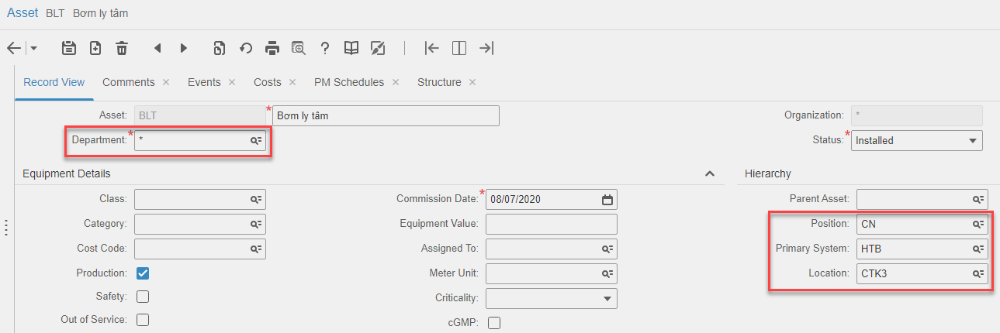 Asset BLT Bơm ly tâm
Record View Comments Events Costs PM Schedules Structure
Asset: BLT * Bơm ly tâm Organization: *
Department: * * Status: * Installed
Equipment Details Hierarchy
Class: Commission Date: * 08/07/2020 Parent Asset:
Category: Equipment Value: Position: CN
Cost Code: Assigned To: Primary System: HTB
Production: Meter Unit: Location: CTK3
Safety: Criticality:
Out of Service: cGMP: